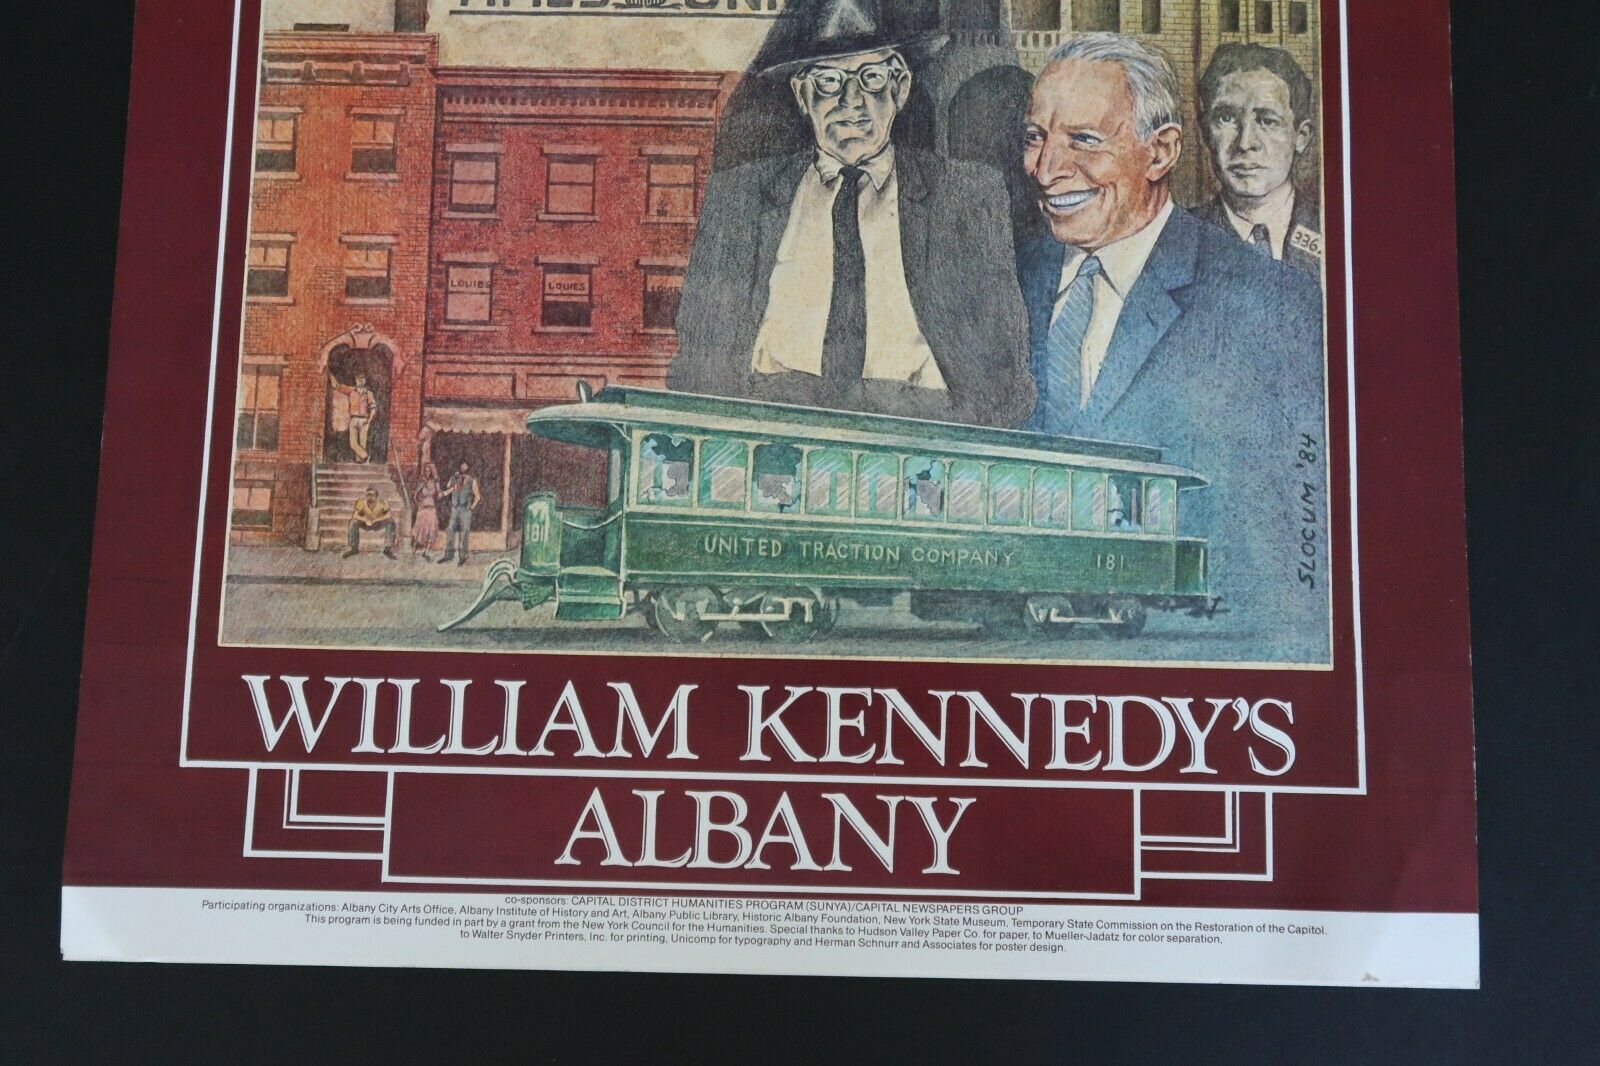 LOUIES LOUIES
336.
181
UNITED TRACTION COMPANY 181
SLOCUM '84
WILLIAM KENNEDY'S
ALBANY
co-sponsors: CAPITAL DISTRICT HUMANITIES PROGRAM (SUNYA)/CAPITAL NEWSPAPERS GROUP
Participating organizations: Albany City Arts Office, Albany Institute of History and Art, Albany Public Library, Historic Albany Foundation, New York State Museum, Temporary State Commission on the Restoration of the Capitol.
This program is being funded in part by a grant from the New York Council for the Humanities. Special thanks to Hudson Valley Paper Co. for paper, to Mueller-Jadatz for color separation,
to Walter Snyder Printers, Inc. for printing, Unicomp for typography and Herman Schnurr and Associates for poster design.